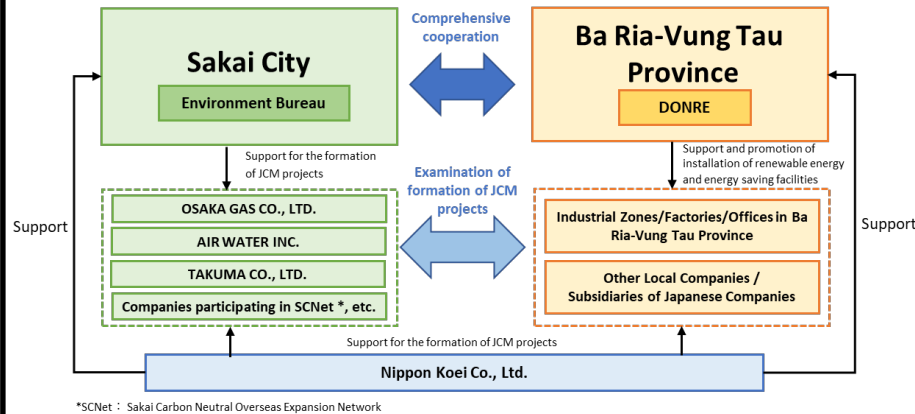 Sakai City
Environment Bureau
Comprehensive
cooperation
Ba Ria-Vung Tau
Province
DONRE
Support for the formation
of JCM projects
Support and promotion of
installation of renewable energy
and energy saving facilities
Examination of
formation of JCM
projects
OSAKA GAS CO., LTD.
AIR WATER INC.
TAKUMA CO., LTD.
Companies participating in SCNet *, etc.
Industrial Zones/Factories/Offices in Ba
Ria-Vung Tau Province
Other Local Companies /
Subsidiaries of Japanese Companies
Support
Support
Support for the formation of JCM projects
Nippon Koei Co., Ltd.
*SCNet： Sakai Carbon Neutral Overseas Expansion Network